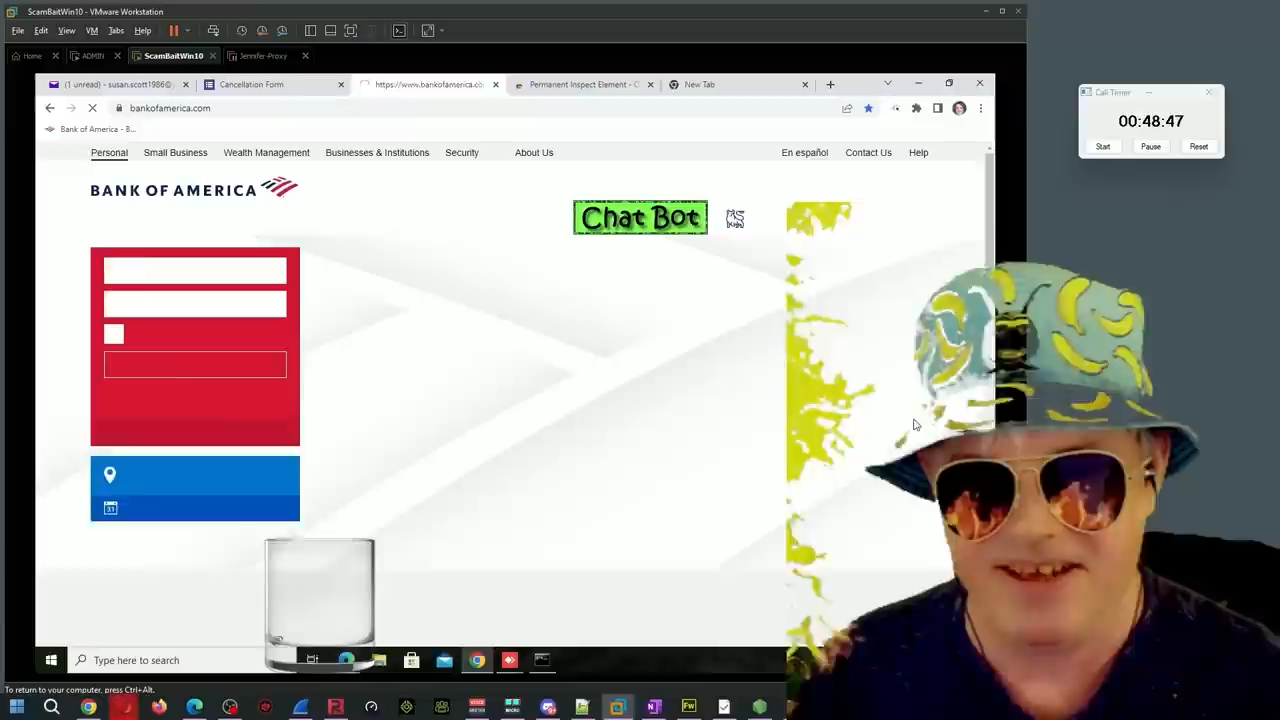 ScamBaitWin10 - VMware Workstation
File Edit View VM Tabs Help
Home ADMIN ScamBaitWin10 Jennifer-Proxy
(1 unread) - susan.scott1986@ Cancellation Form https://www.bankofamerica.co Permanent Inspect Element - C New Tab
bankofamerica.com
Bank of America - B...
Call Timer
00:48:47
Start Pause Reset
Personal Small Business Wealth Management Businesses & Institutions Security About Us En español Contact Us Help
BANK OF AMERICA
Chat Bot
31
Type here to search
To return to your computer, press Ctrl+Alt.